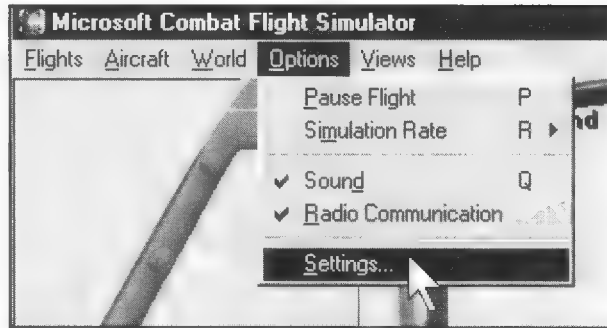 Microsoft Combat Flight Simulator
Flights Aircraft World Options Views Help
Pause Flight P
Simulation Rate R
Sound Q
Radio Communication
Settings...